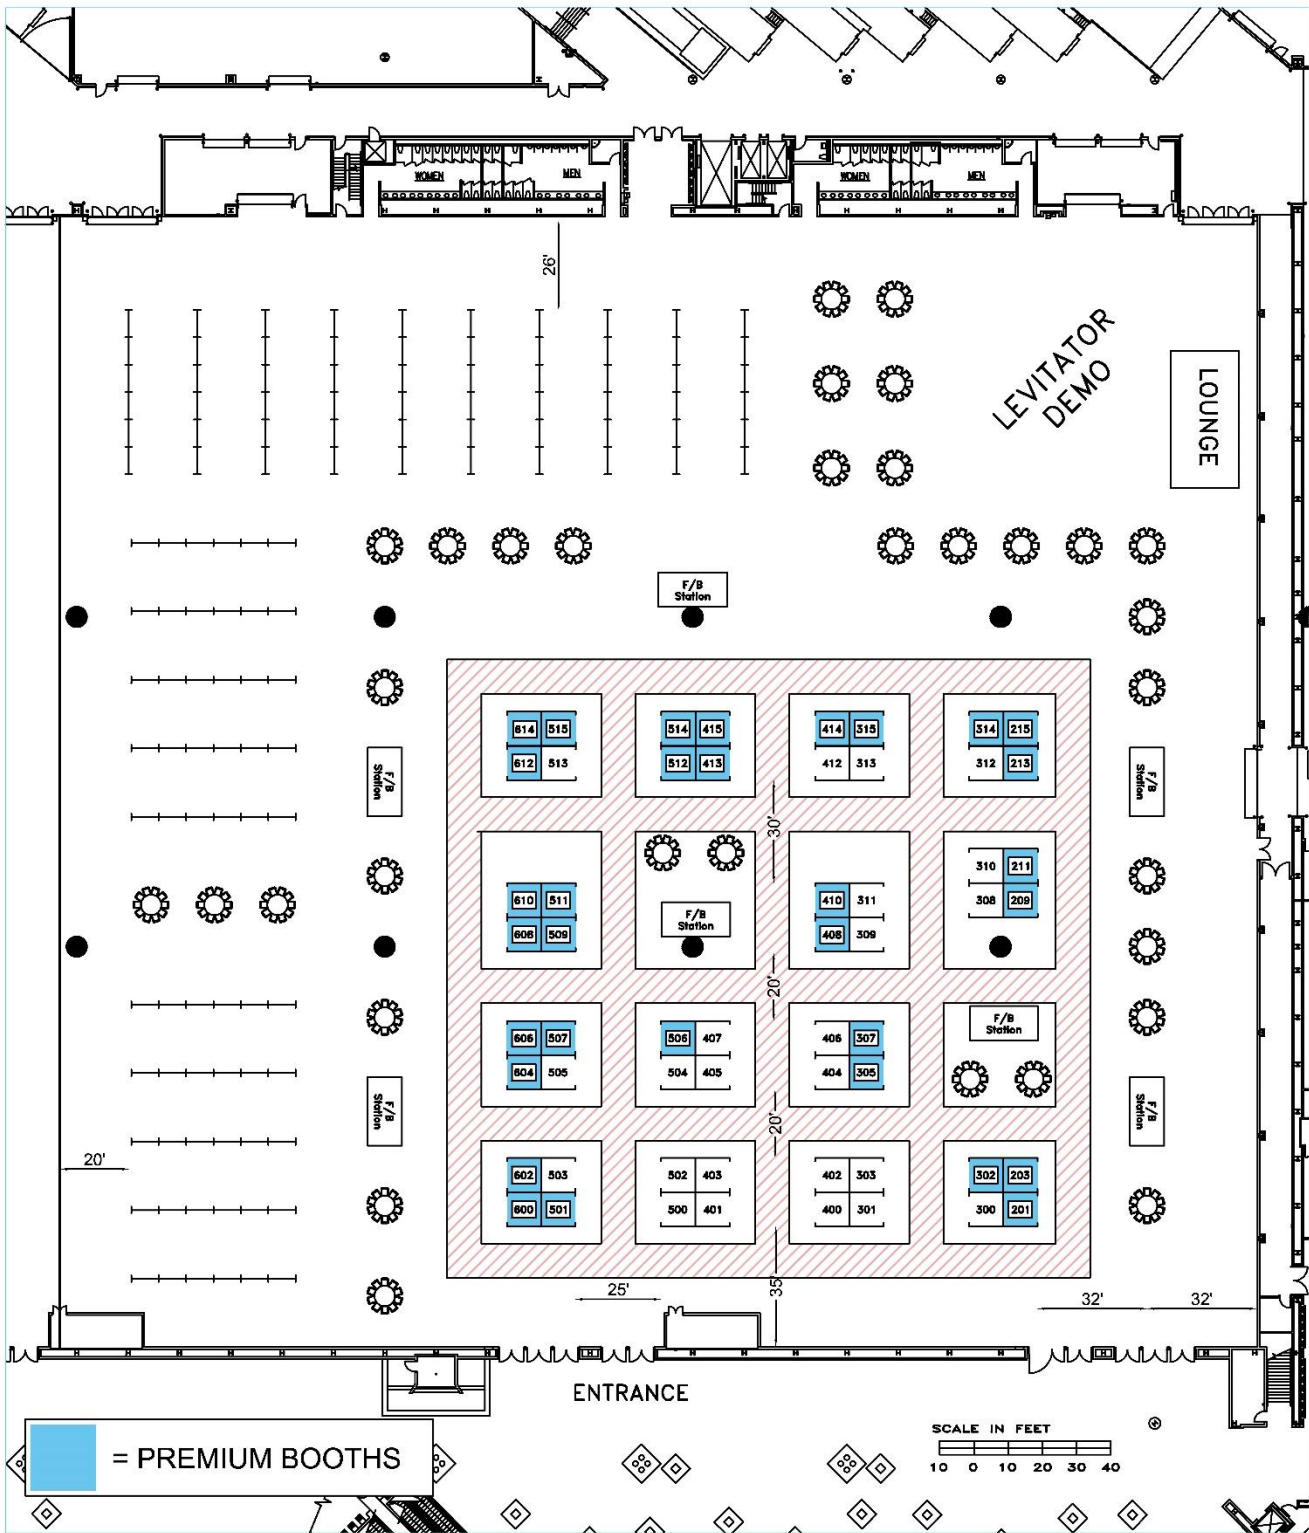 WOMEN
MEN
WOMEN
MEN
26'
LEVITATOR
DEMO
LOUNGE
F/B
Station
614 515
612 513
514 415
512 413
414 315
412 313
314 215
312 213
F/B
Station
F/B
Station
30'
610 511
608 509
F/B
Station
410 311
408 309
310 211
308 209
20'
606 507
604 505
506 407
504 405
406 307
404 305
F/B
Station
F/B
Station
F/B
Station
20'
20'
602 503
600 501
502 403
500 401
402 303
400 301
302 203
300 201
25'
35'
32'
32'
ENTRANCE
= PREMIUM BOOTHS
SCALE IN FEET
10 0 10 20 30 40